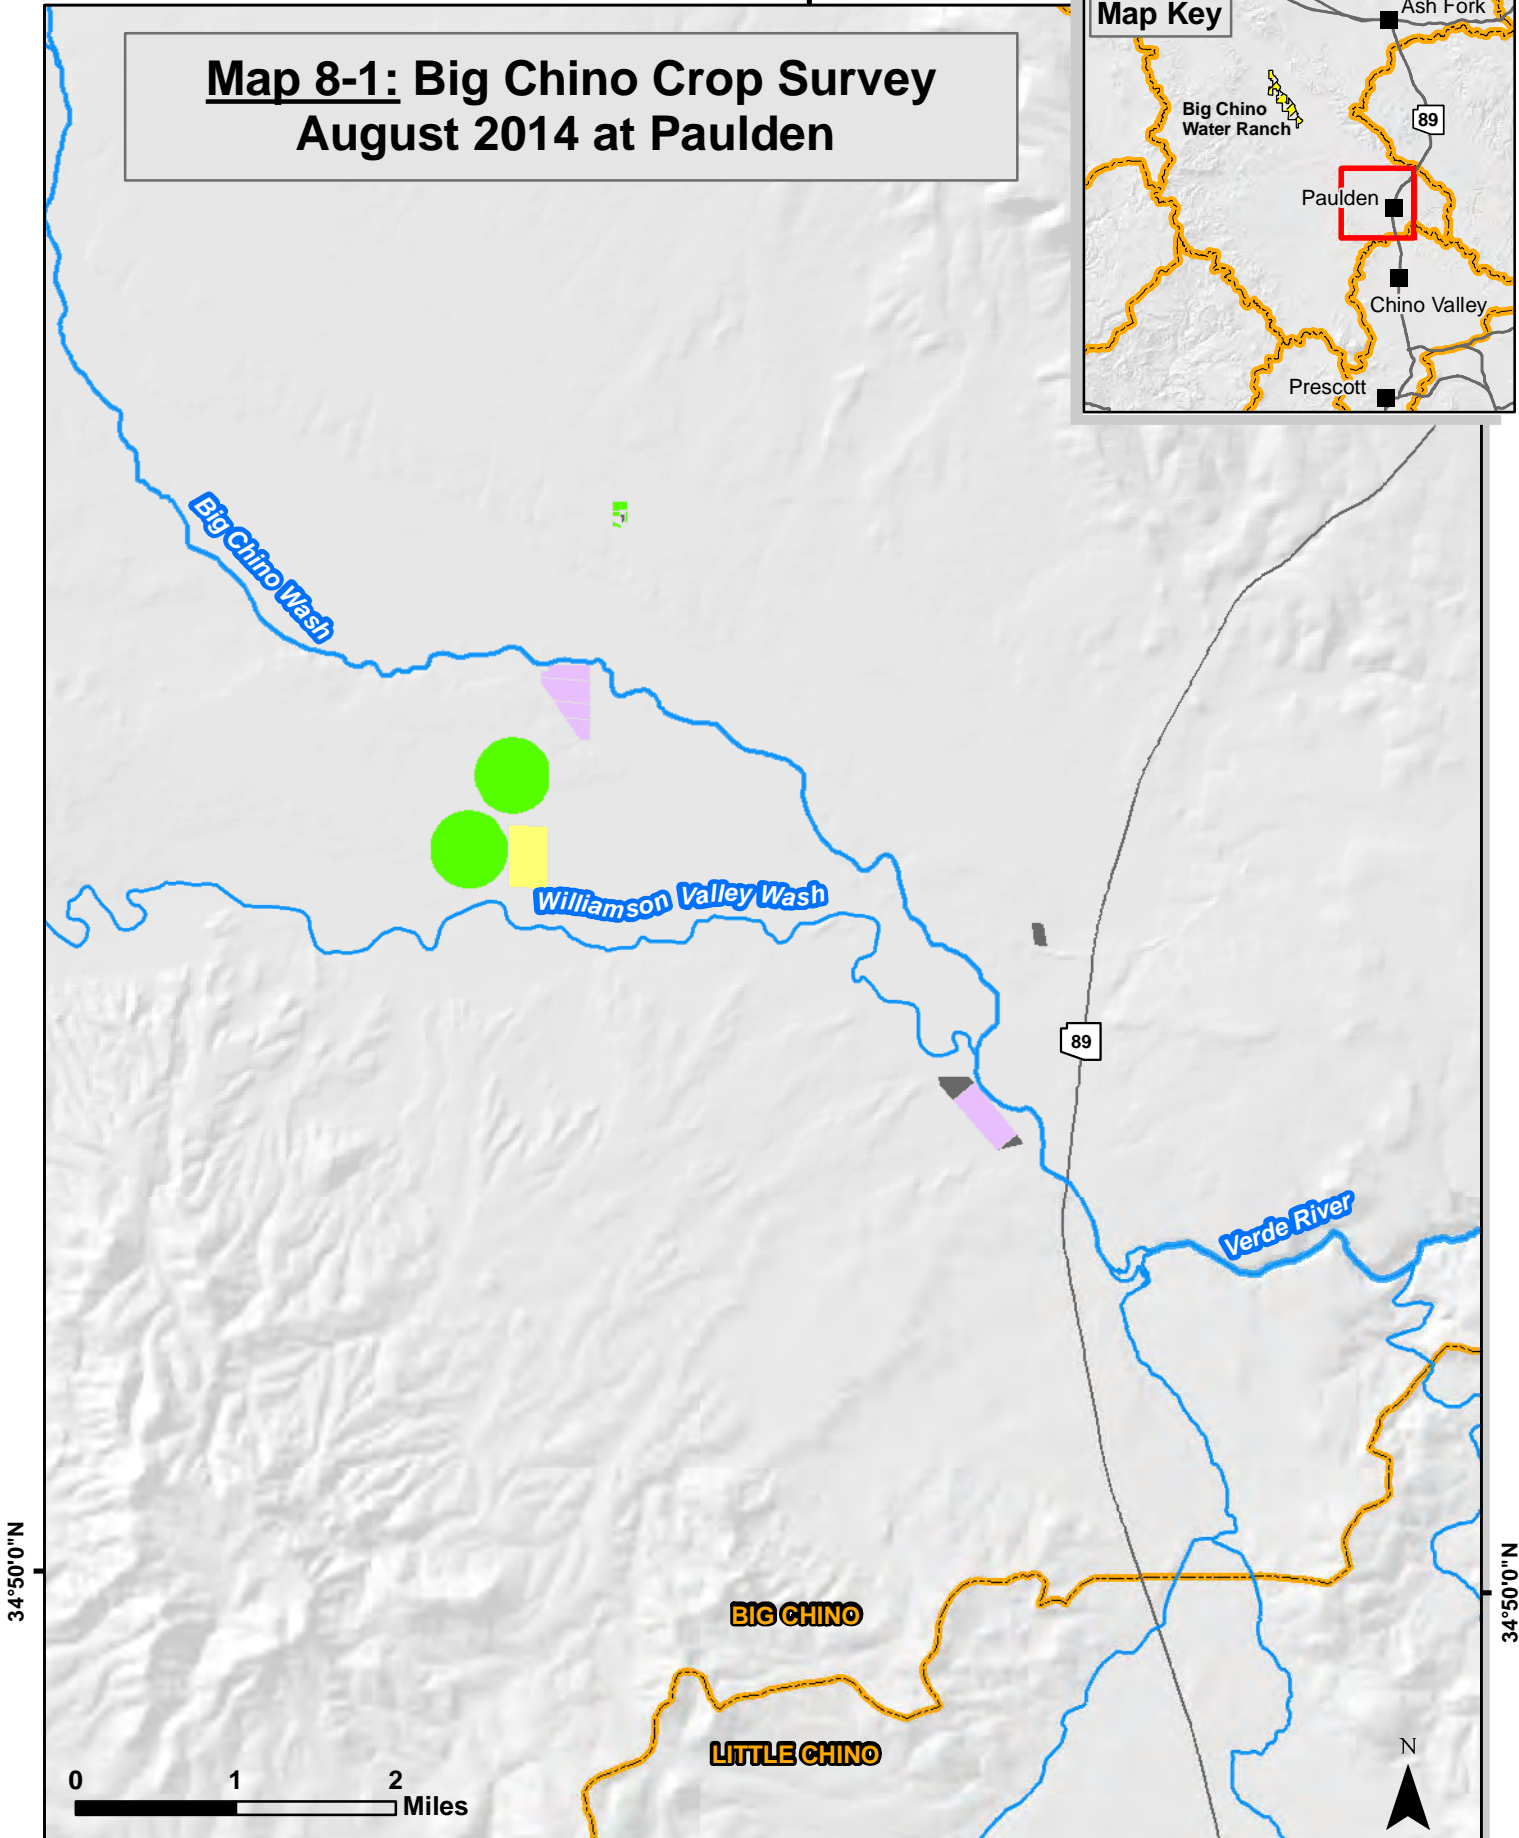 Map 8-1: Big Chino Crop Survey
August 2014 at Paulden
Map Key
Ash Fork
Big Chino
Water Ranch
89
Paulden
Chino Valley
Prescott
Big Chino Wash
Williamson Valley Wash
89
Verde River
34°50'0"N
34°50'0"N
BIG CHINO
LITTLE CHINO
N
0 1 2
Miles